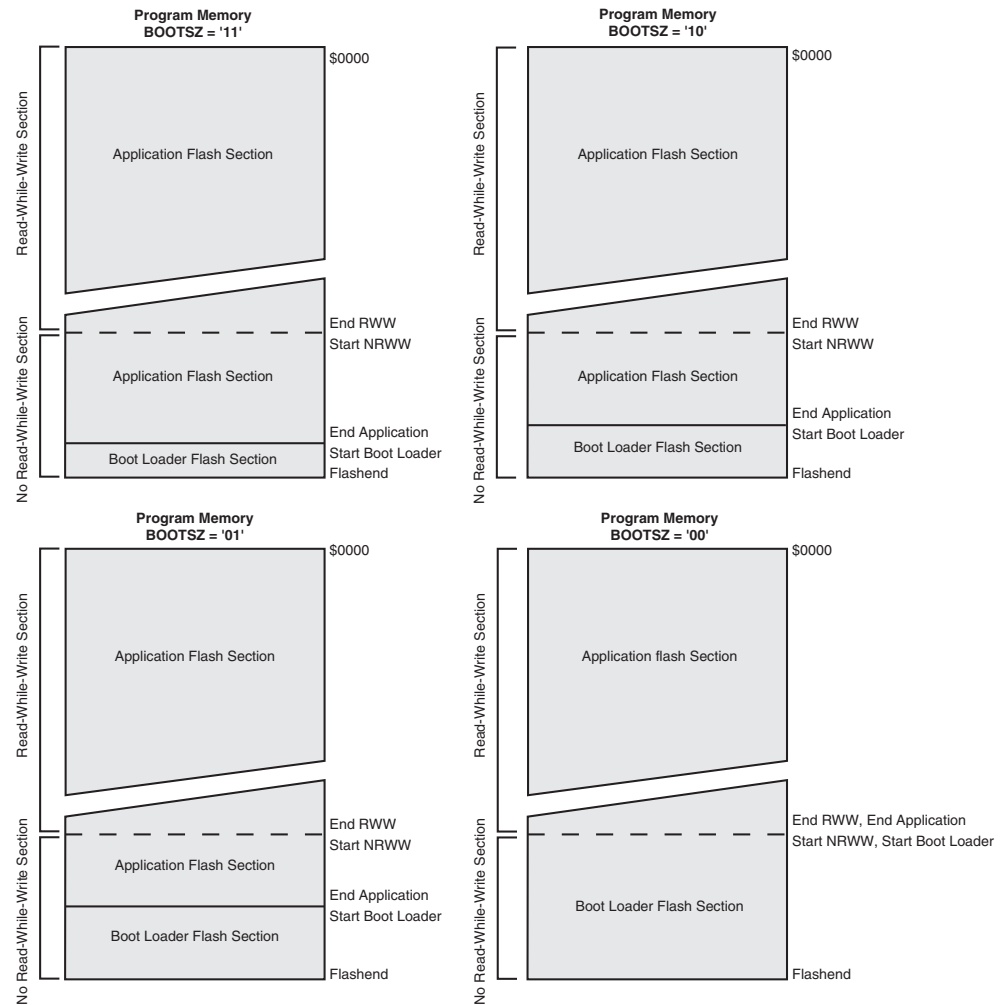 Program Memory
BOOTSZ = '11'
$0000
Read-While-Write Section
Application Flash Section
End RWW
Start NRWW
No Read-While-Write Section
Application Flash Section
End Application
Start Boot Loader
Boot Loader Flash Section
Flashend
Program Memory
BOOTSZ = '10'
$0000
Read-While-Write Section
Application Flash Section
End RWW
Start NRWW
No Read-While-Write Section
Application Flash Section
End Application
Start Boot Loader
Boot Loader Flash Section
Flashend
Program Memory
BOOTSZ = '01'
$0000
Read-While-Write Section
Application Flash Section
End RWW
Start NRWW
No Read-While-Write Section
Application Flash Section
End Application
Start Boot Loader
Boot Loader Flash Section
Flashend
Program Memory
BOOTSZ = '00'
$0000
Read-While-Write Section
Application flash Section
End RWW, End Application
Start NRWW, Start Boot Loader
No Read-While-Write Section
Boot Loader Flash Section
Flashend